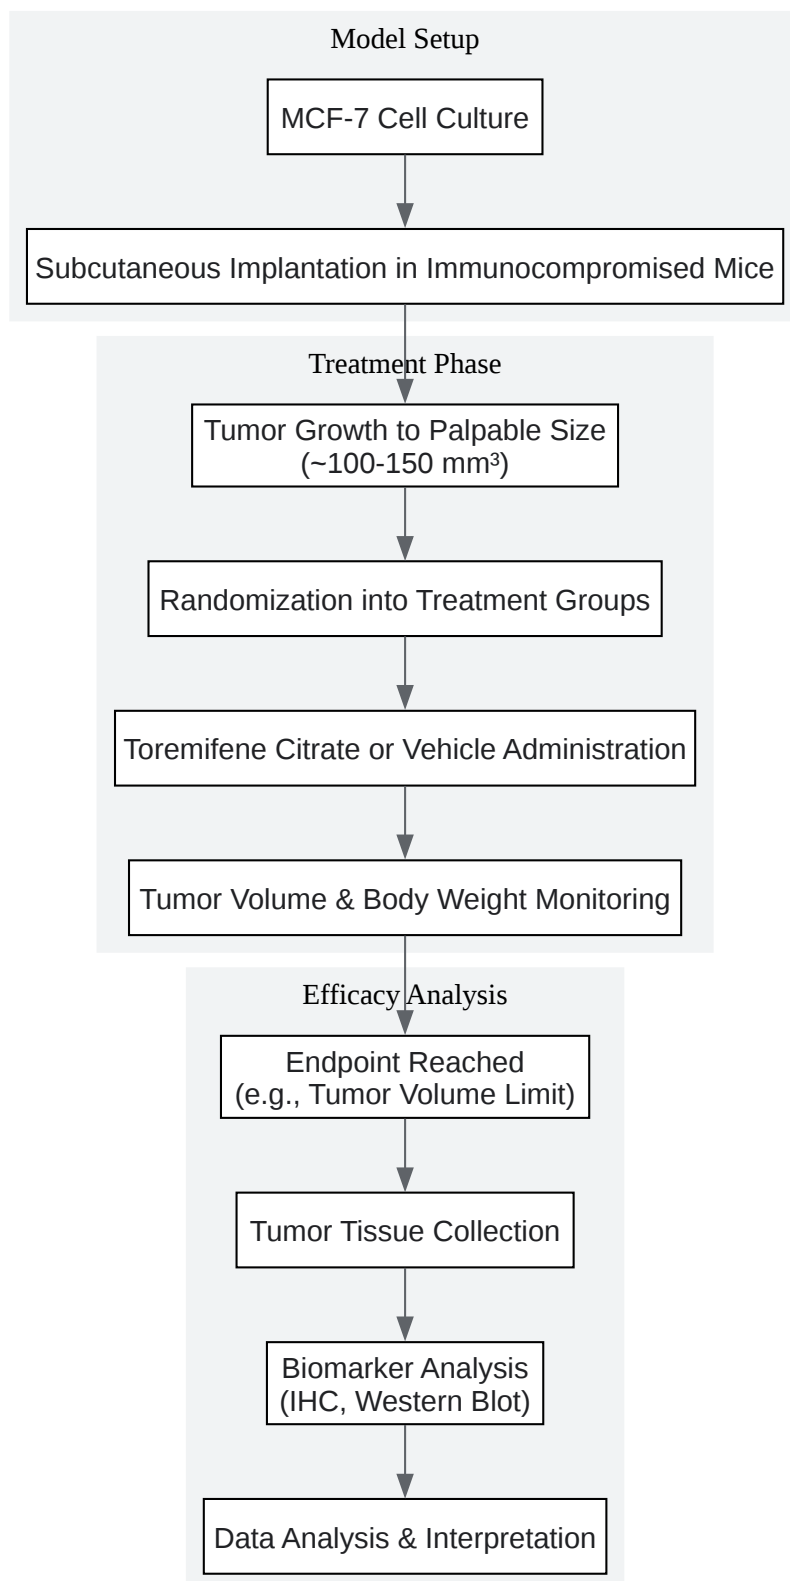 Model Setup
MCF-7 Cell Culture
Subcutaneous Implantation in Immunocompromised Mice
Treatment Phase
Tumor Growth to Palpable Size
(~100-150 mm³)
Randomization into Treatment Groups
Toremifene Citrate or Vehicle Administration
Tumor Volume & Body Weight Monitoring
Efficacy Analysis
Endpoint Reached
(e.g., Tumor Volume Limit)
Tumor Tissue Collection
Biomarker Analysis
(IHC, Western Blot)
Data Analysis & Interpretation